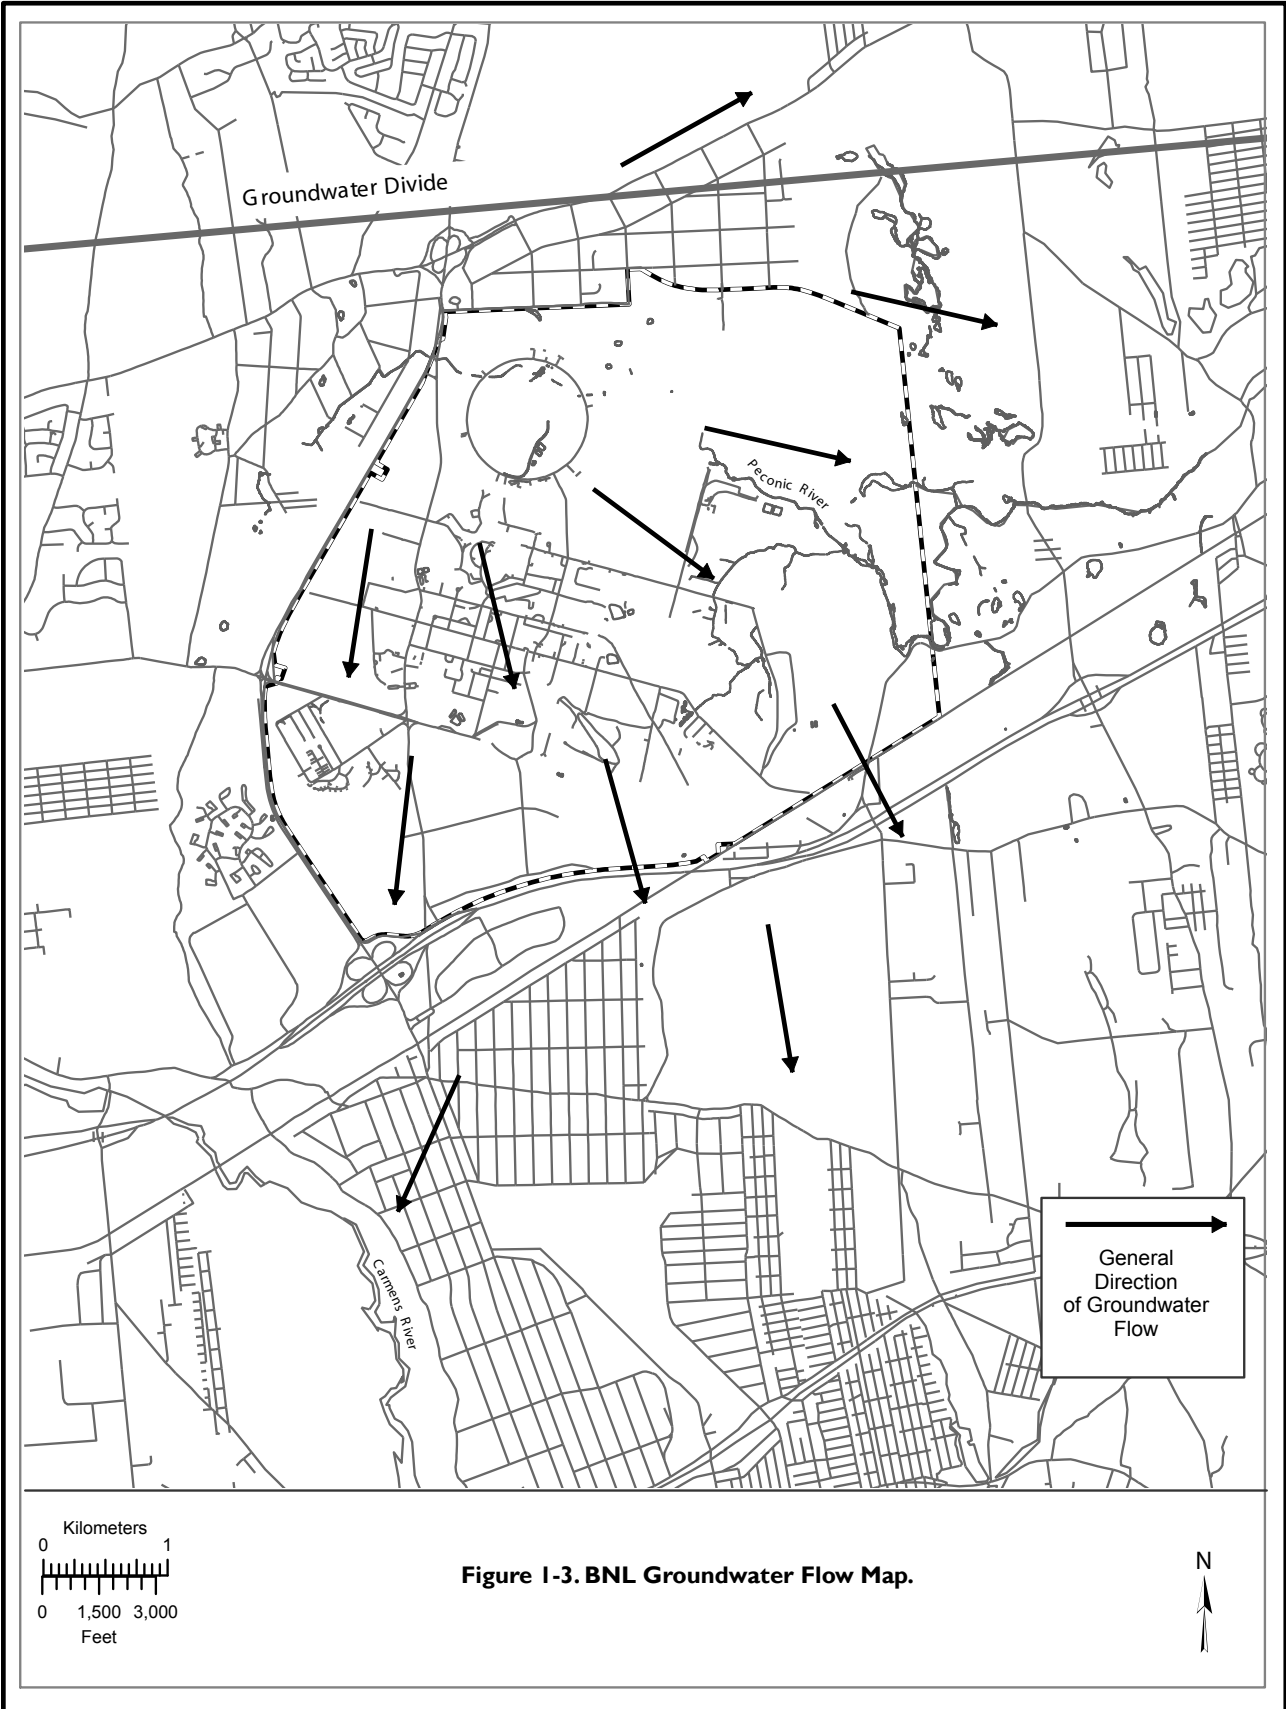 Groundwater Divide
Peconic River
Carmens River
General
Direction
of Groundwater
Flow
Kilometers
0 1
0 1,500 3,000
Feet
Figure 1-3. BNL Groundwater Flow Map.
N